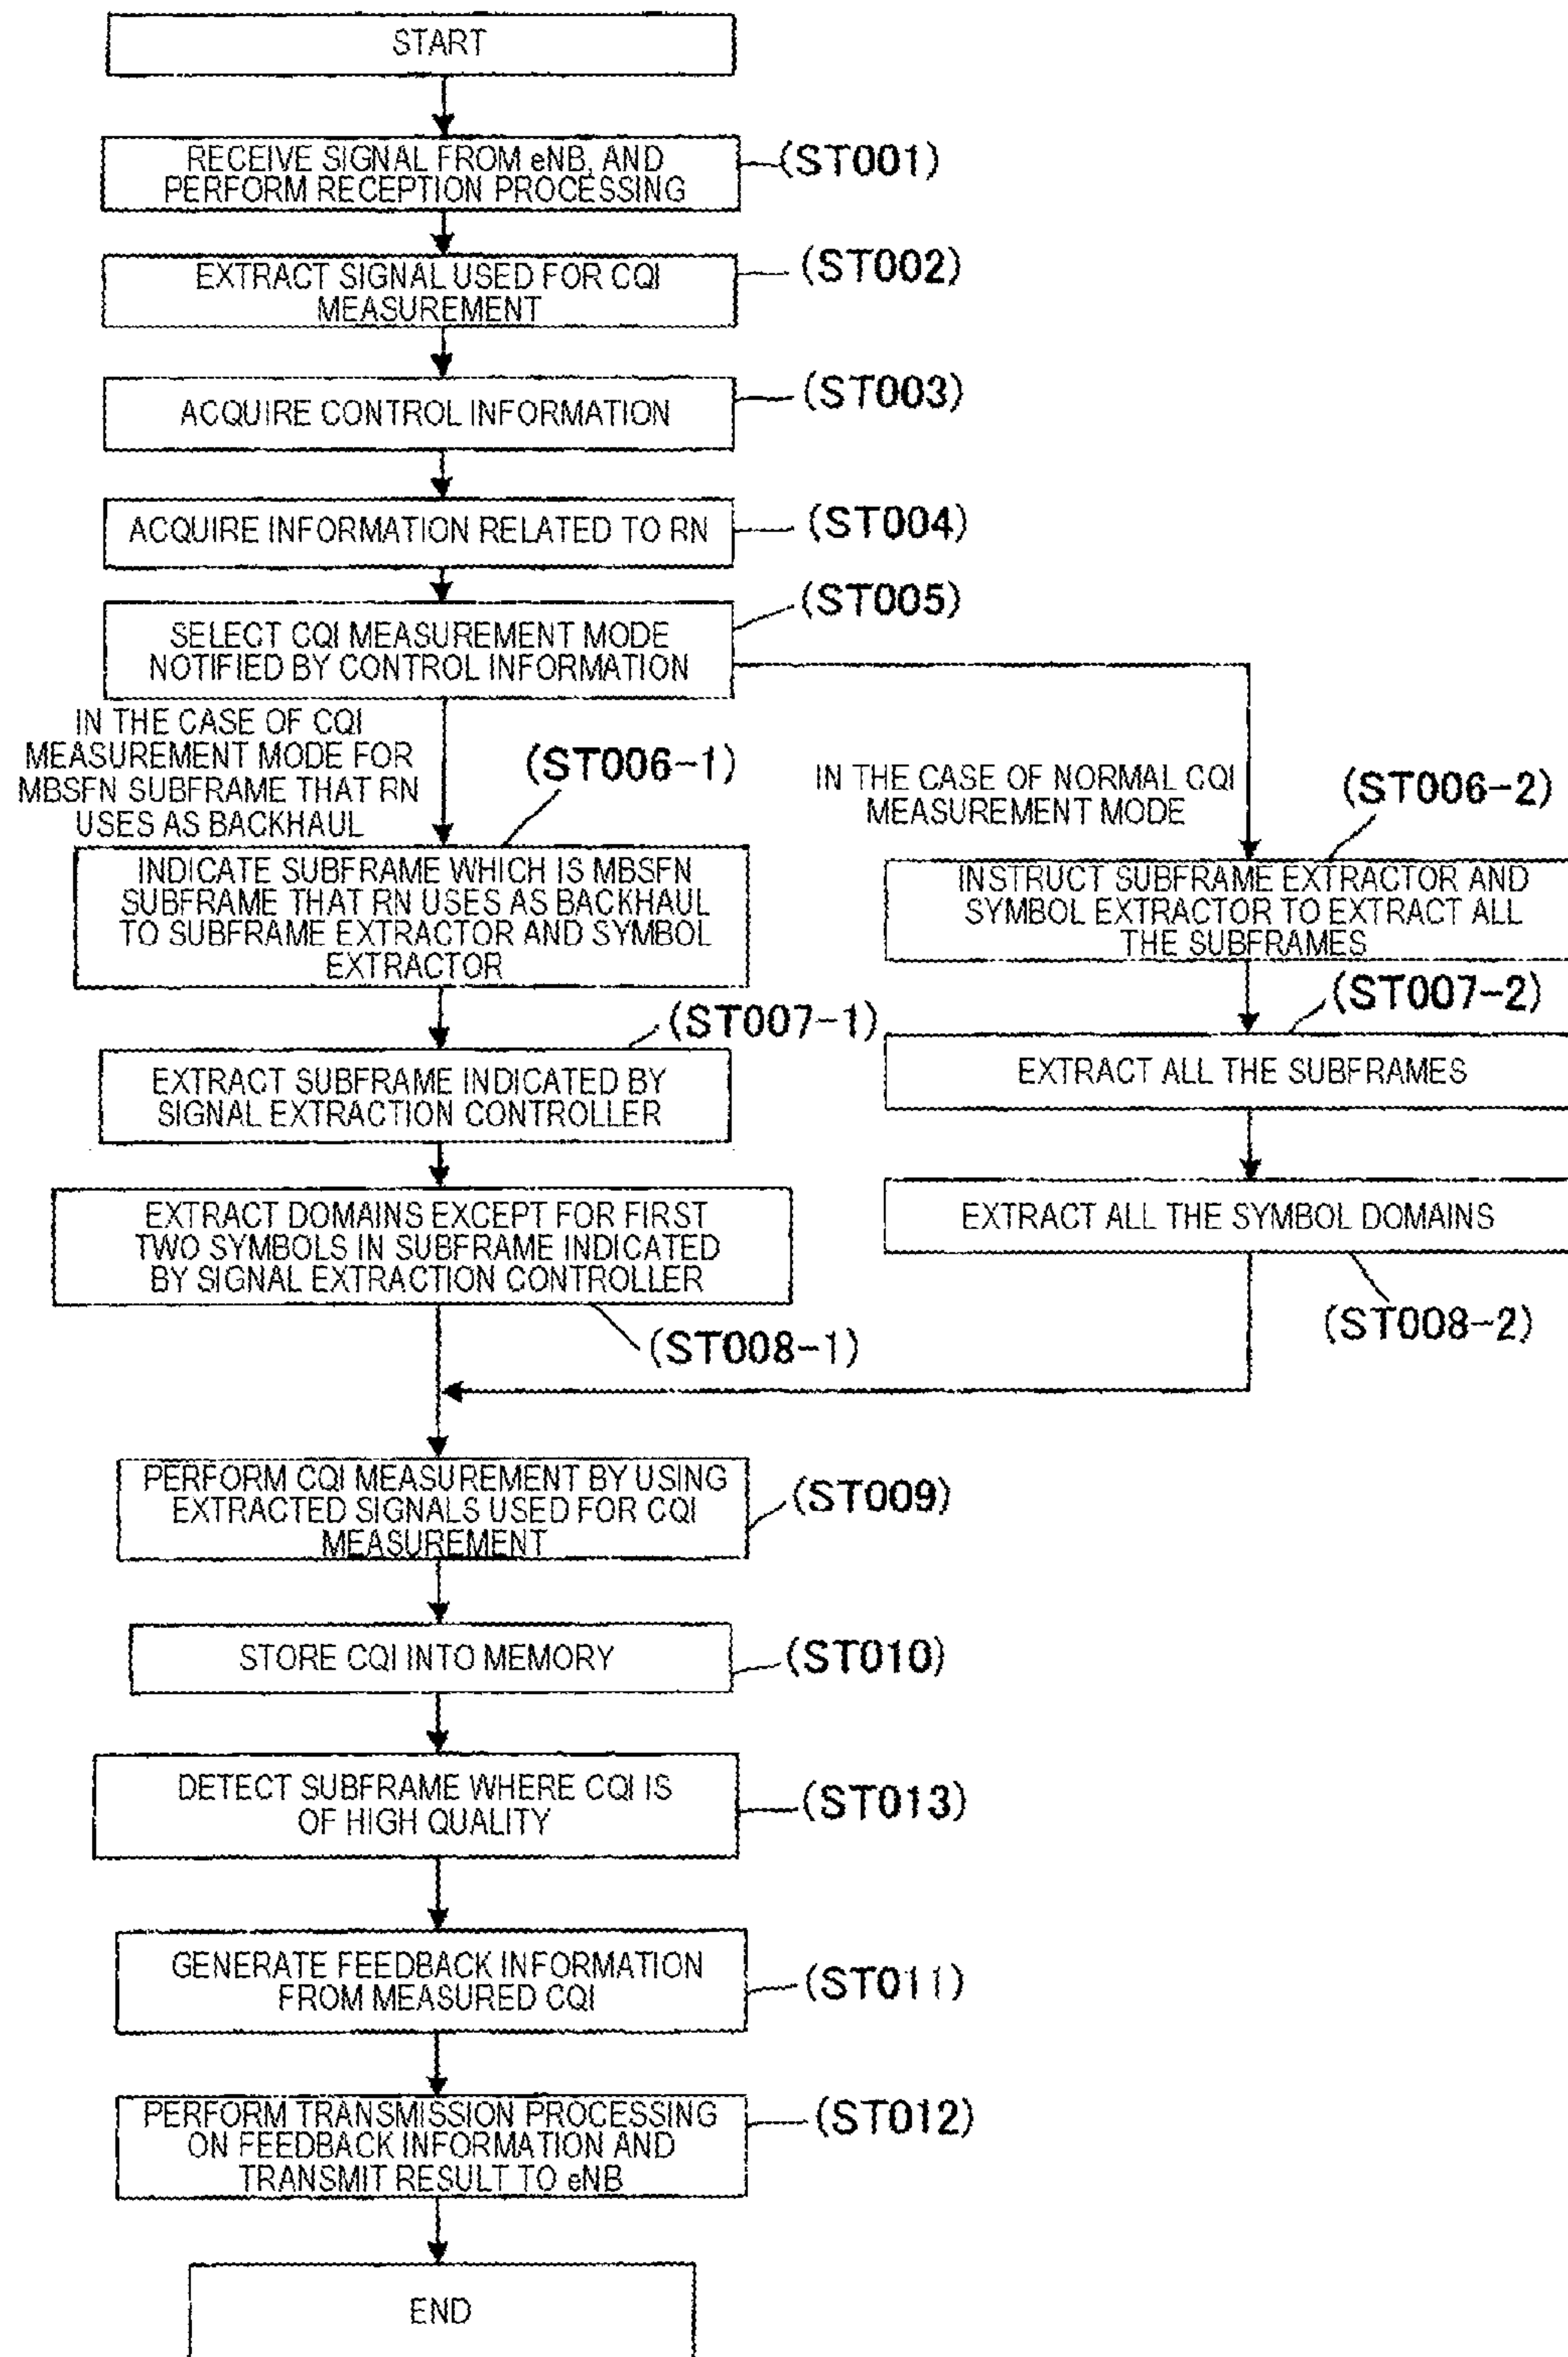 START
RECEIVE SIGNAL FROM eNB, AND
PERFORM RECEPTION PROCESSING
(ST001)
EXTRACT SIGNAL USED FOR CQI
MEASUREMENT
(ST002)
ACQUIRE CONTROL INFORMATION
(ST003)
ACQUIRE INFORMATION RELATED TO RN
(ST004)
SELECT CQI MEASUREMENT MODE
NOTIFIED BY CONTROL INFORMATION
(ST005)
IN THE CASE OF CQI
MEASUREMENT MODE FOR
MBSFN SUBFRAME THAT RN
USES AS BACKHAUL
(ST006-1)
INDICATE SUBFRAME WHICH IS MBSFN
SUBFRAME THAT RN USES AS BACKHAUL
TO SUBFRAME EXTRACTOR AND SYMBOL
EXTRACTOR
(ST007-1)
EXTRACT SUBFRAME INDICATED BY
SIGNAL EXTRACTION CONTROLLER
EXTRACT DOMAINS EXCEPT FOR FIRST
TWO SYMBOLS IN SUBFRAME INDICATED
BY SIGNAL EXTRACTION CONTROLLER
(ST008-1)
IN THE CASE OF NORMAL CQI
MEASUREMENT MODE
(ST006-2)
INSTRUCT SUBFRAME EXTRACTOR AND
SYMBOL EXTRACTOR TO EXTRACT ALL
THE SUBFRAMES
(ST007-2)
EXTRACT ALL THE SUBFRAMES
EXTRACT ALL THE SYMBOL DOMAINS
(ST008-2)
PERFORM CQI MEASUREMENT BY USING
EXTRACTED SIGNALS USED FOR CQI
MEASUREMENT
(ST009)
STORE CQI INTO MEMORY
(ST010)
DETECT SUBFRAME WHERE CQI IS
OF HIGH QUALITY
(ST013)
GENERATE FEEDBACK INFORMATION
FROM MEASURED CQI
(ST011)
PERFORM TRANSMISSION PROCESSING
ON FEEDBACK INFORMATION AND
TRANSMIT RESULT TO eNB
(ST012)
END